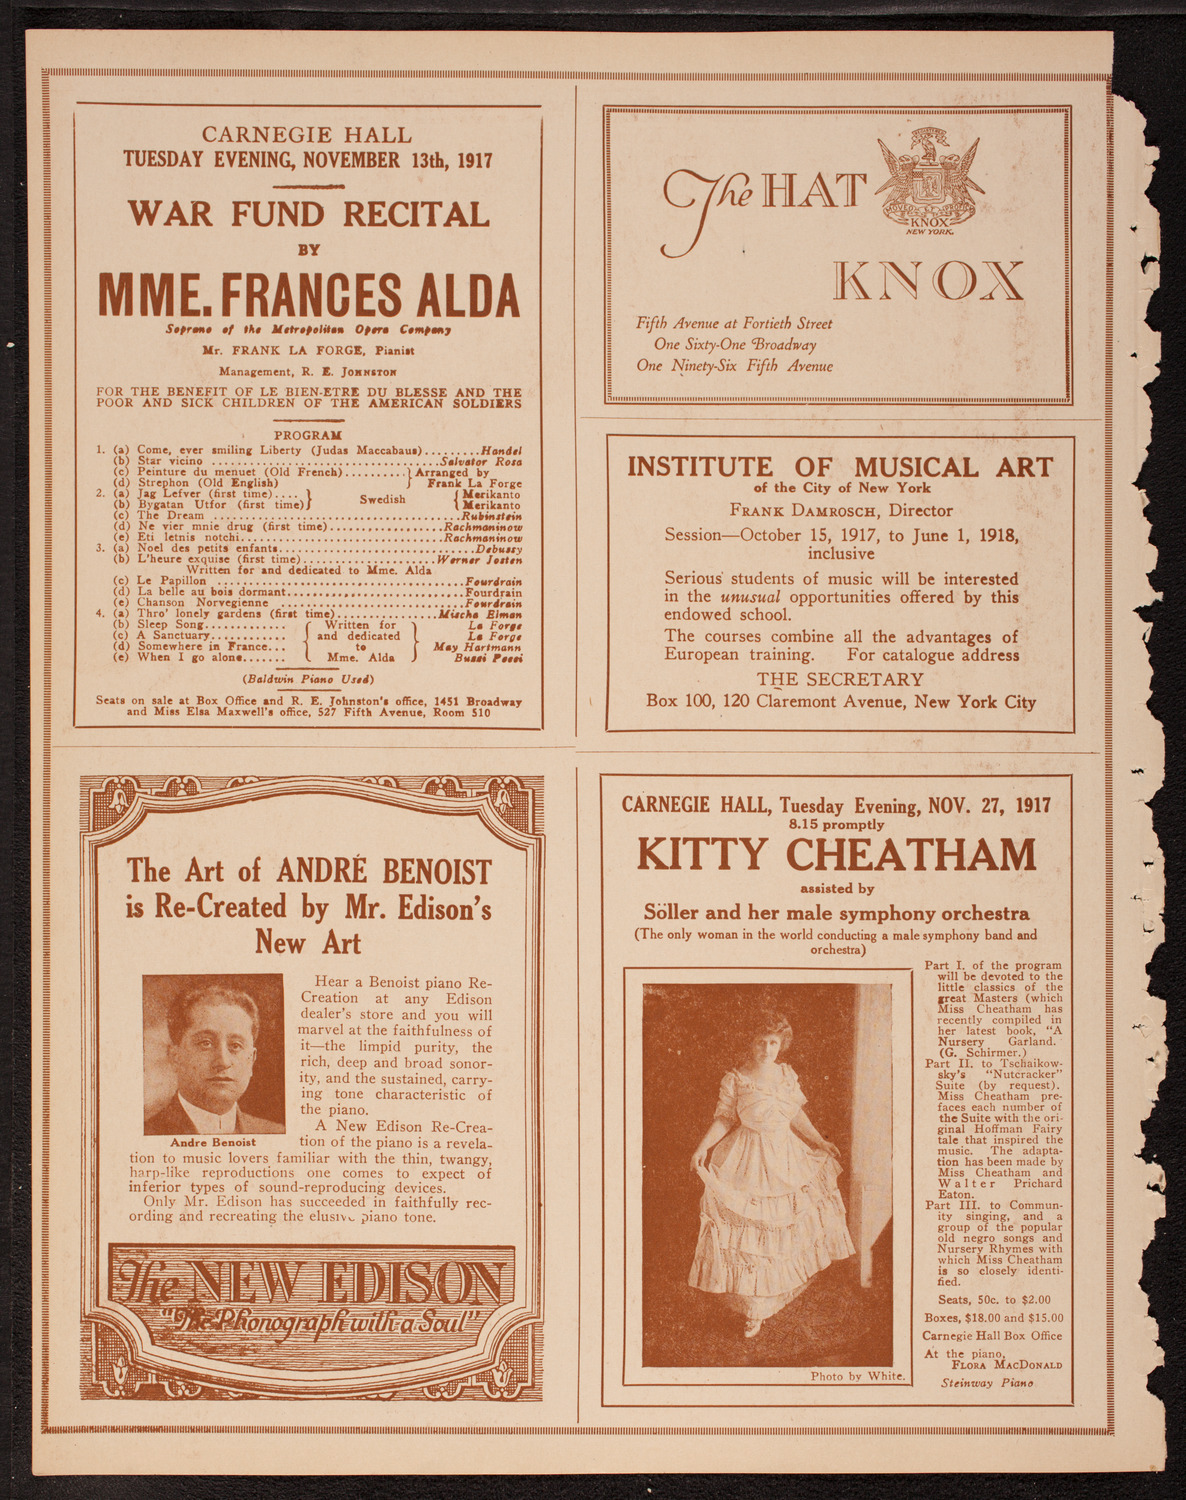 CARNEGIE HALL
TUESDAY EVENING, NOVEMBER 13th, 1917
WAR FUND RECITAL
BY
MME. FRANCES ALDA
Soprano of the Metropolitan Opera Company
Mr. FRANK LA FORGE, Pianist
Management, R. E. JOHNSTON
FOR THE BENEFIT OF LE BIEN-ETRE DU BLESSE AND THE
POOR AND SICK CHILDREN OF THE AMERICAN SOLDIERS
PROGRAM
1. (a) Come, ever smiling Liberty (Judas Maccabaus).........Handel
(b) Star vicino ....................................Salvator Rosa
(c) Peinture du menuet (Old French)..........} Arranged by
(d) Strephon (Old English) } Frank La Forge
2. (a) Jag Lefver (first time).... } Swedish { Merikanto
(b) Bygatan Utfor (first time) } { Merikanto
(c) The Dream .......................................Rubinstein
(d) Ne vier mnie drug (first time)..................Rachmaninow
(e) Eti letnis notchi................................Rachmaninow
3. (a) Noel des petits enfants...............................Debussy
(b) L'heure exquise (first time).....................Werner Josten
Written for and dedicated to Mme. Alda
(c) Le Papillon .......................................Fourdrain
(d) La belle au bois dormant............................Fourdrain
(e) Chanson Norvegienne ..............................Fourdrain
4. (a) Thro' lonely gardens (first time)................Mischa Elman
(b) Sleep Song............. { Written for } La Forge
(c) A Sanctuary............ and dedicated La Forge
(d) Somewhere in France... to May Hartmann
(e) When I go alone....... { Mme. Alda } Buzzi Pecci
(Baldwin Piano Used)
Seats on sale at Box Office and R. E. Johnston's office, 1451 Broadway
and Miss Elsa Maxwell's office, 527 Fifth Avenue, Room 510
The HAT
KNOX
NEW YORK
KNOX
Fifth Avenue at Fortieth Street
One Sixty-One Broadway
One Ninety-Six Fifth Avenue
INSTITUTE OF MUSICAL ART
of the City of New York
FRANK DAMROSCH, Director
Session—October 15, 1917, to June 1, 1918,
inclusive
Serious students of music will be interested
in the unusual opportunities offered by this
endowed school.
The courses combine all the advantages of
European training. For catalogue address
THE SECRETARY
Box 100, 120 Claremont Avenue, New York City
The Art of ANDRÉ BENOIST
is Re-Created by Mr. Edison's
New Art
Hear a Benoist piano Re-
Creation at any Edison
dealer's store and you will
marvel at the faithfulness of
it—the limpid purity, the
rich, deep and broad sonor-
ity, and the sustained, carry-
ing tone characteristic of
the piano.
A New Edison Re-Crea-
Andre Benoist
tion of the piano is a revela-
tion to music lovers familiar with the thin, twangy,
harp-like reproductions one comes to expect of
inferior types of sound-reproducing devices.
Only Mr. Edison has succeeded in faithfully rec-
ording and recreating the elusive piano tone.
The NEW EDISON
"The Phonograph with a Soul"
CARNEGIE HALL, Tuesday Evening, NOV. 27, 1917
8.15 promptly
KITTY CHEATHAM
assisted by
Söller and her male symphony orchestra
(The only woman in the world conducting a male symphony band and
orchestra)
Part I. of the program
will be devoted to the
little classics of the
great Masters (which
Miss Cheatham has
recently compiled in
her latest book, "A
Nursery Garland.
(G. Schirmer.)
Part II. to Tschaikow-
sky's "Nutcracker"
Suite (by request).
Miss Cheatham pre-
faces each number of
the Suite with the ori-
ginal Hoffman Fairy
tale that inspired the
music. The adapta-
tion has been made by
Miss Cheatham and
Walter Prichard
Eaton.
Part III. to Commun-
ity singing, and a
group of the popular
old negro songs and
Nursery Rhymes with
which Miss Cheatham
is so closely identi-
fied.
Seats, 50c. to $2.00
Boxes, $18.00 and $15.00
Carnegie Hall Box Office
At the piano,
FLORA MACDONALD
Steinway Piano
Photo by White.